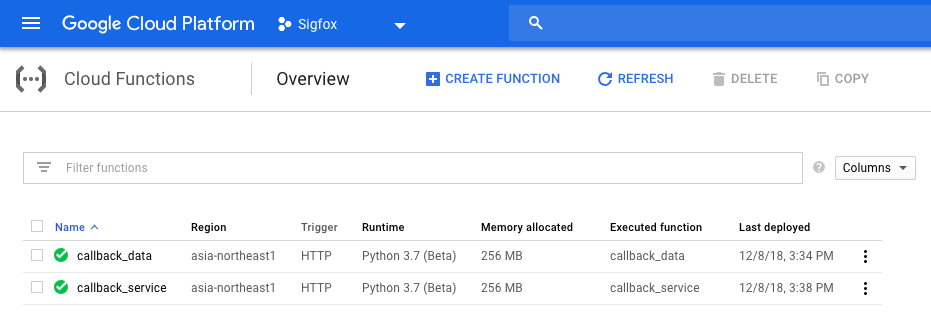 Google Cloud Platform Sigfox
Cloud Functions Overview CREATE FUNCTION REFRESH DELETE COPY
Filter functions Columns
Name Region Trigger Runtime Memory allocated Executed function Last deployed
callback_data asia-northeast1 HTTP Python 3.7 (Beta) 256 MB callback_data 12/8/18, 3:34 PM
callback_service asia-northeast1 HTTP Python 3.7 (Beta) 256 MB callback_service 12/8/18, 3:38 PM